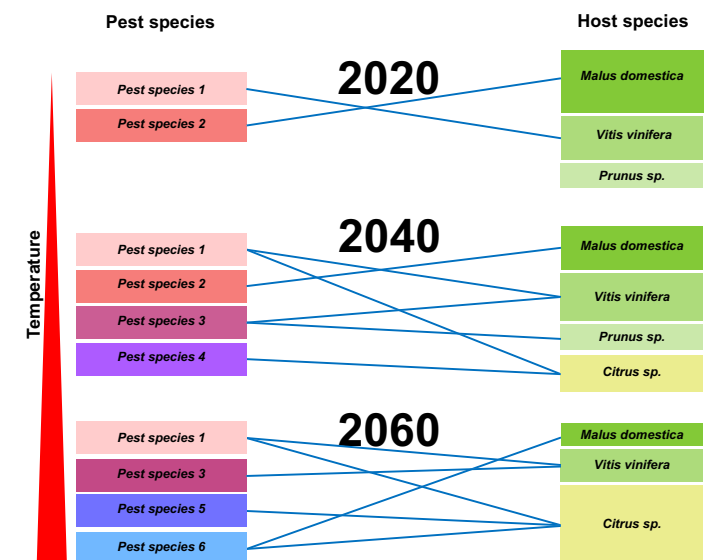 Pest species
Host species
2020
Pest species 1
Pest species 2
Malus domestica
Vitis vinifera
Prunus sp.
Temperature
2040
Pest species 1
Pest species 2
Pest species 3
Pest species 4
Malus domestica
Vitis vinifera
Prunus sp.
Citrus sp.
2060
Pest species 1
Pest species 3
Pest species 5
Pest species 6
Malus domestica
Vitis vinifera
Citrus sp.